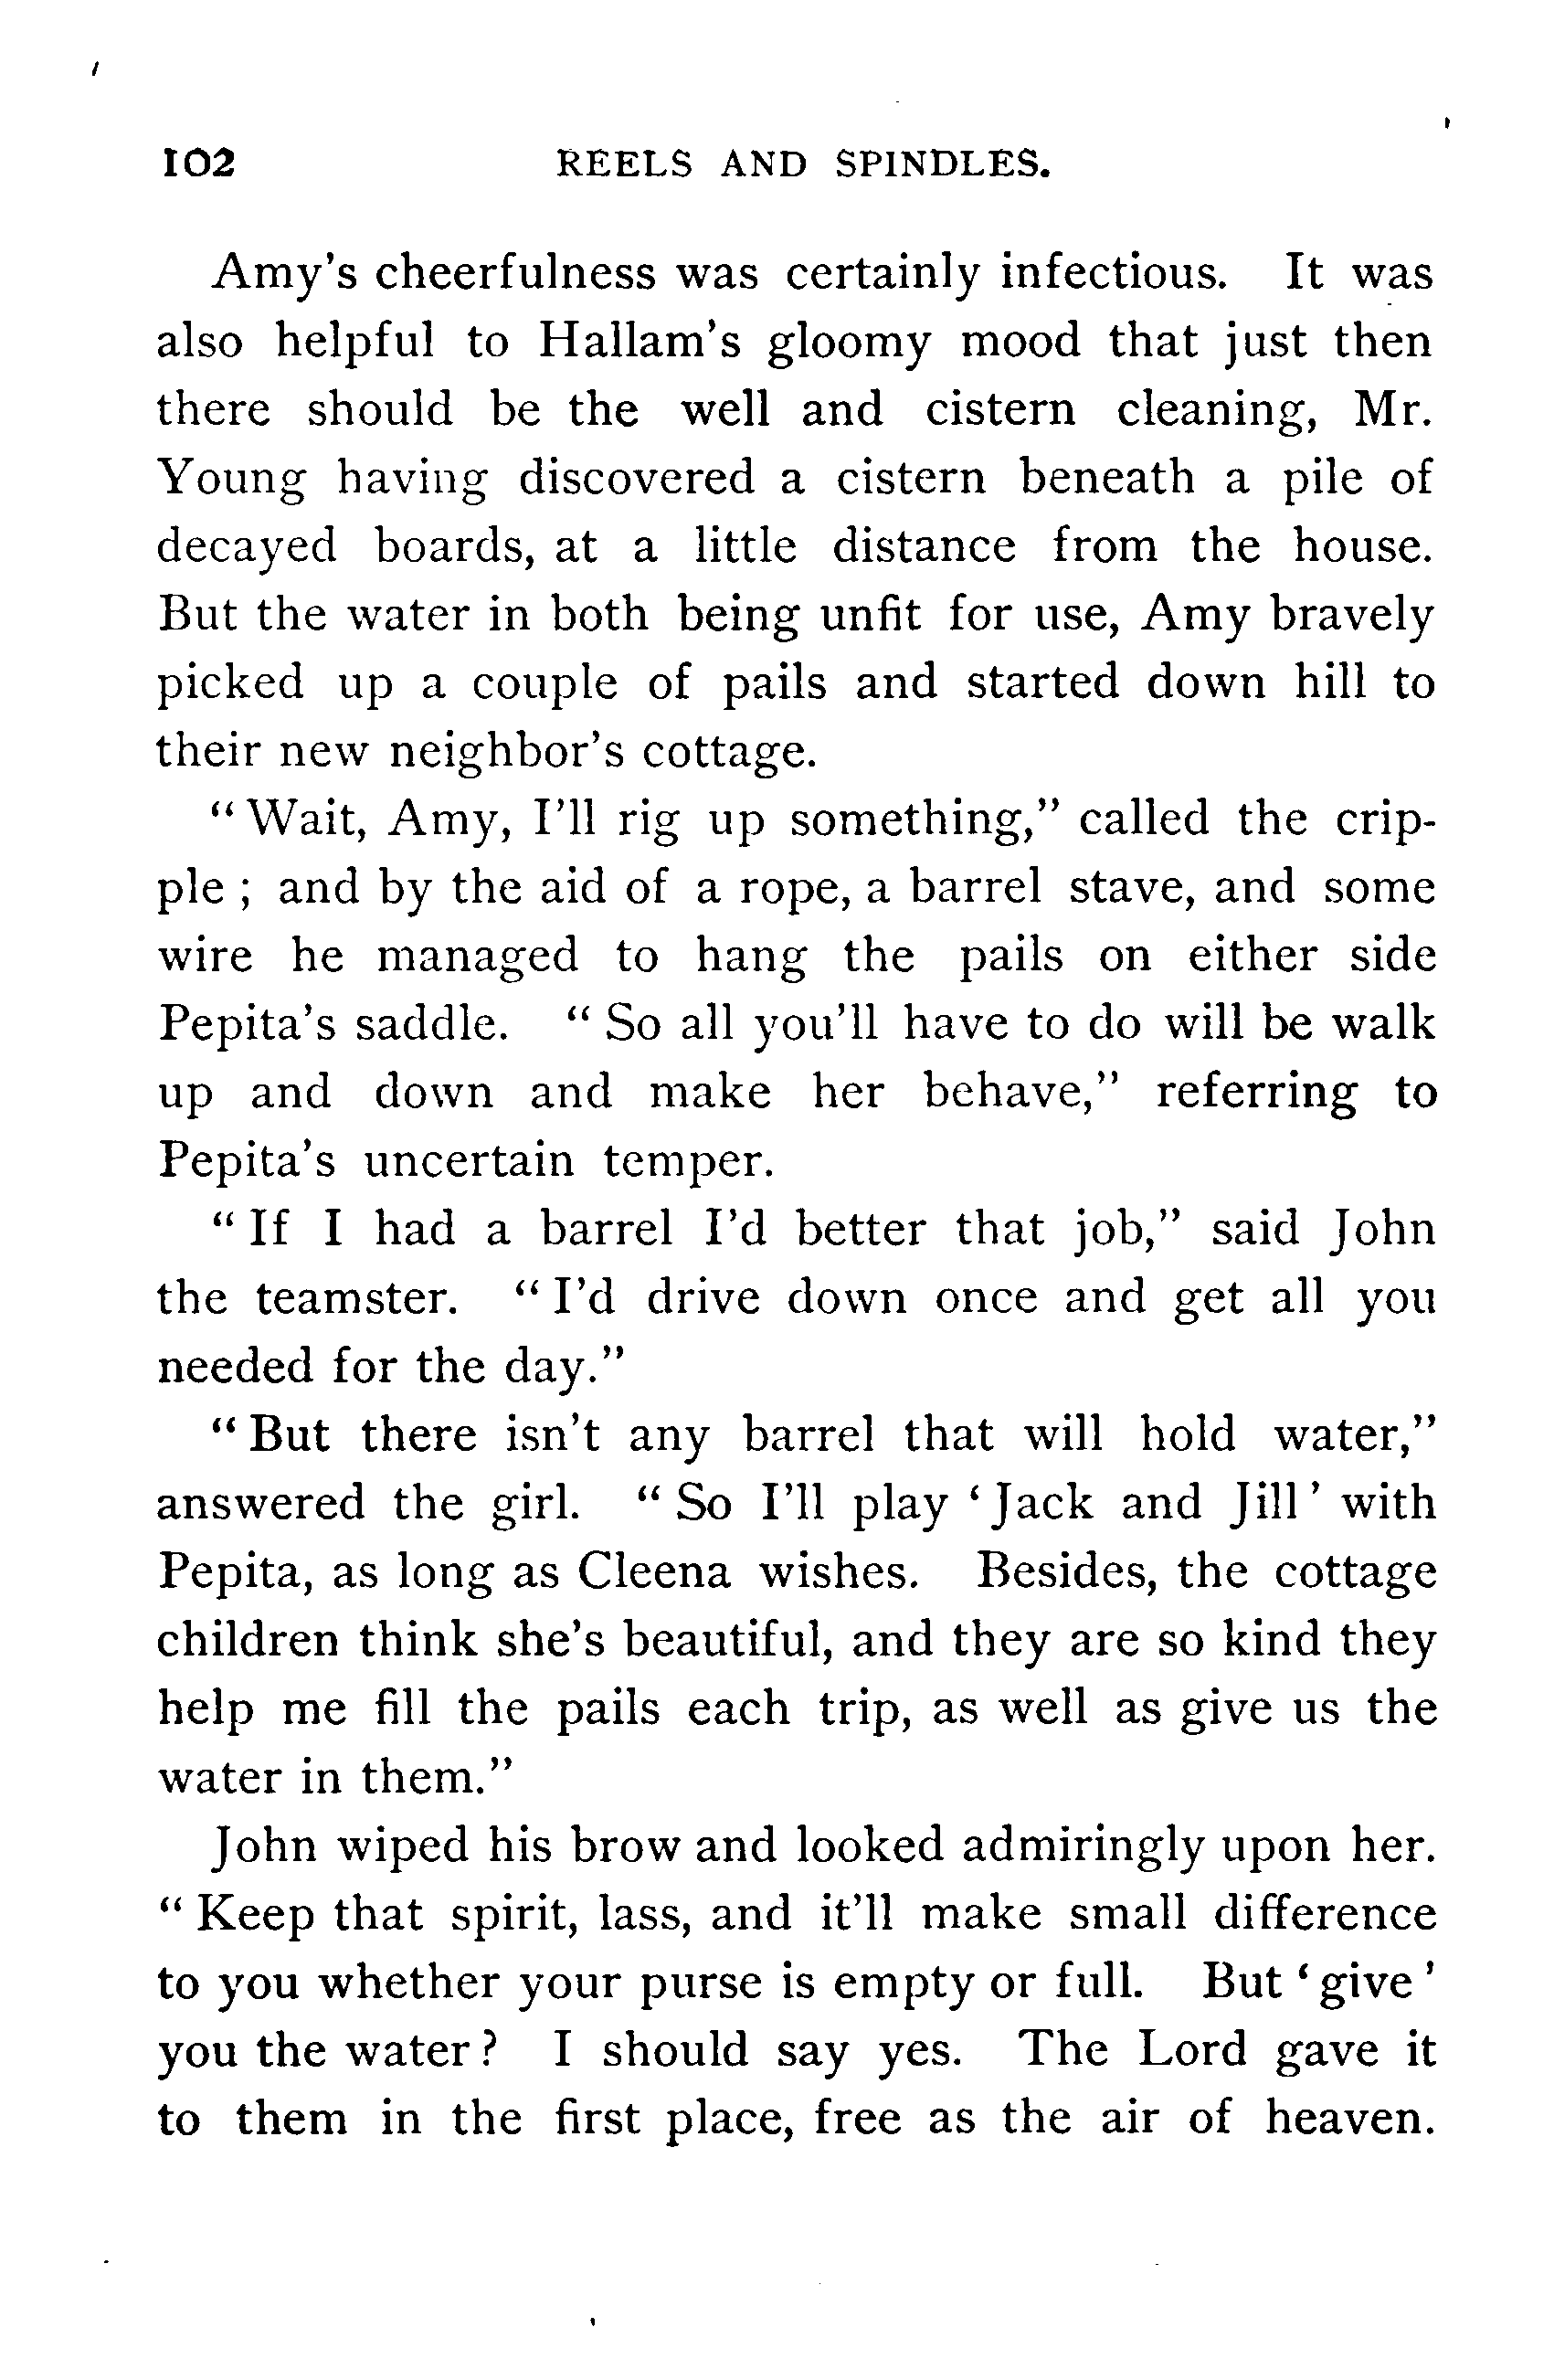 102 REELS AND SPINDLES.
Amy's cheerfulness was certainly infectious. It was
also helpful to Hallam's gloomy mood that just then
there should be the well and cistern cleaning, Mr.
Young having discovered a cistern beneath a pile of
decayed boards, at a little distance from the house.
But the water in both being unfit for use, Amy bravely
picked up a couple of pails and started down hill to
their new neighbor's cottage.
“Wait, Amy, I'll rig up something,” called the crip-
ple ; and by the aid of a rope, a barrel stave, and some
wire he managed to hang the pails on either side
Pepita's saddle. “So all you'll have to do will be walk
up and down and make her behave,” referring to
Pepita's uncertain temper.
“If I had a barrel I'd better that job,” said John
the teamster. “I'd drive down once and get all you
needed for the day.”
“But there isn't any barrel that will hold water,”
answered the girl. “So I'll play ‘Jack and Jill’ with
Pepita, as long as Cleena wishes. Besides, the cottage
children think she's beautiful, and they are so kind they
help me fill the pails each trip, as well as give us the
water in them.”
John wiped his brow and looked admiringly upon her.
“Keep that spirit, lass, and it'll make small difference
to you whether your purse is empty or full. But ‘give’
you the water? I should say yes. The Lord gave it
to them in the first place, free as the air of heaven.